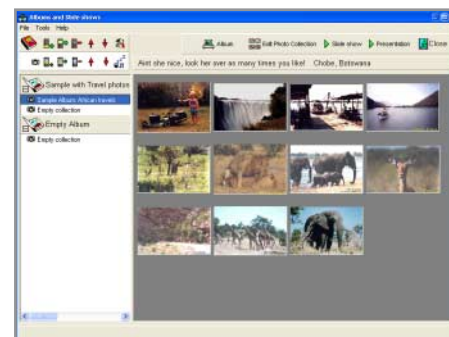 Albums and Slide-shows
File Tools Help
Album Edit Photo Collection Slide show Presentation Close
Aint she nice, look her over as many times you like! Chobe, Botswana
Sample with Travel photos
Sample Album: African travels
Empty collection
Empty Album
Empty collection